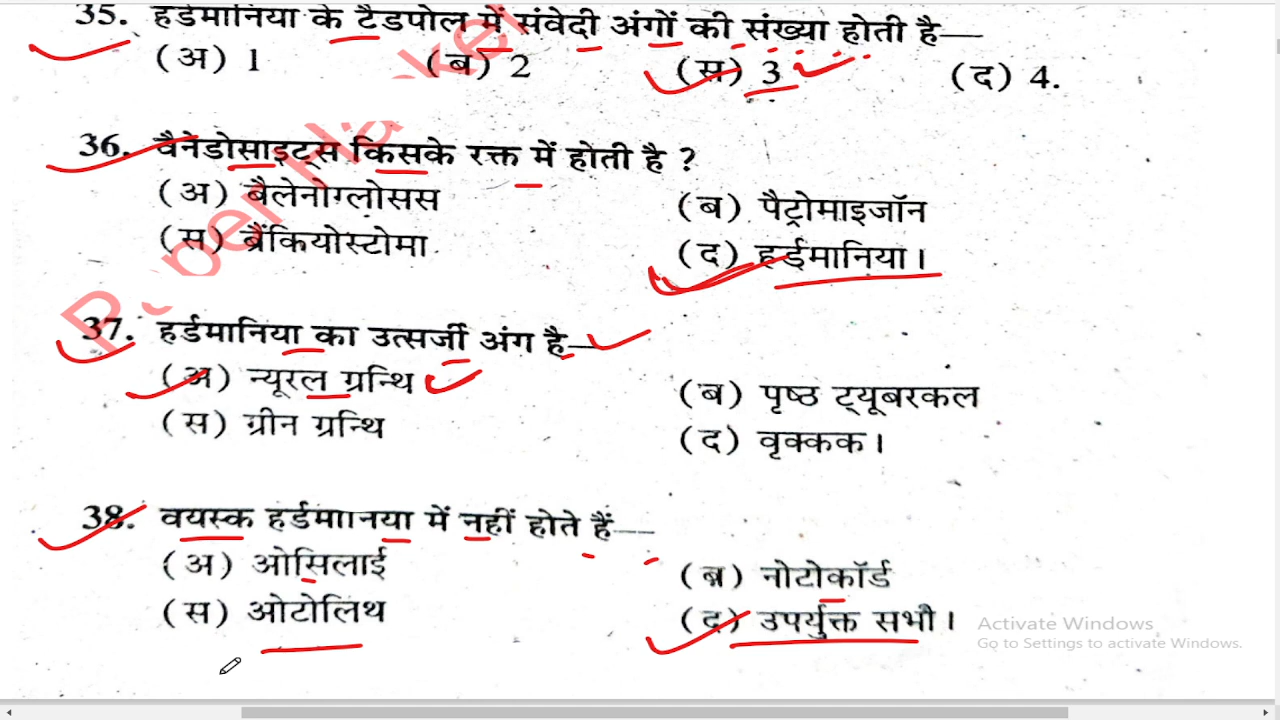 35. हर्डमानिया के टैडपोल में संवेदी अंगों की संख्या होती है—
(अ) 1 (ब) 2 (स) 3 (द) 4.
36. वैनेडोसाइट्स किसके रक्त में होती है ?
(अ) बैलेनोग्लोसस (ब) पैट्रोमाइजॉन
(स) ब्रैंकियोस्टोमा (द) हर्डमानिया।
37. हर्डमानिया का उत्सर्जी अंग है—
(अ) न्यूरल ग्रन्थि (ब) पृष्ठ ट्यूबरकल
(स) ग्रीन ग्रन्थि (द) वृक्कक।
38. वयस्क हर्डमानिया में नहीं होते हैं—
(अ) ओसिलाई (ब) नोटोकॉर्ड
(स) ओटोलिथ (द) उपर्युक्त सभी।
Activate Windows
Go to Settings to activate Windows.